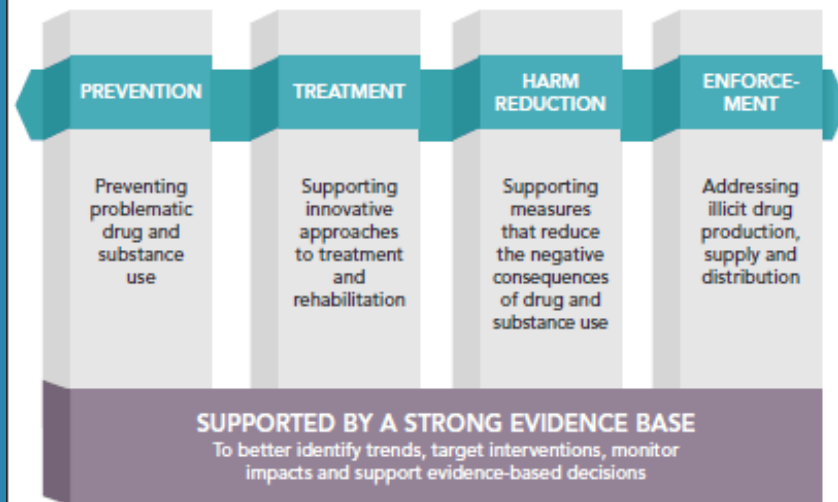 PREVENTION
Preventing
problematic
drug and
substance
use
TREATMENT
Supporting
innovative
approaches
to treatment
and
rehabilitation
HARM
REDUCTION
Supporting
measures
that reduce
the negative
consequences
of drug and
substance use
ENFORCE-
MENT
Addressing
illicit drug
production,
supply and
distribution
SUPPORTED BY A STRONG EVIDENCE BASE
To better identify trends, target interventions, monitor
impacts and support evidence-based decisions